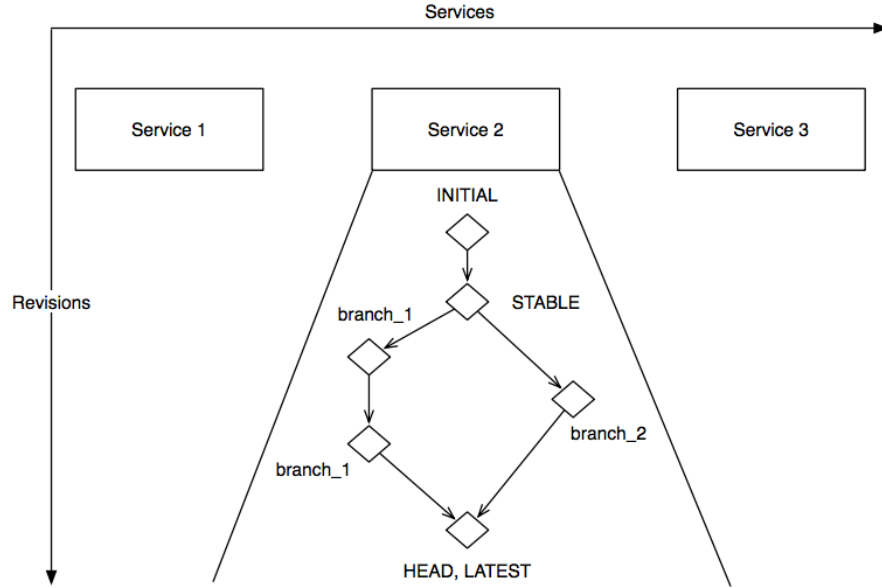 Services
Service 1
Service 2
Service 3
INITIAL
Revisions
STABLE
branch_1
branch_2
branch_1
HEAD, LATEST